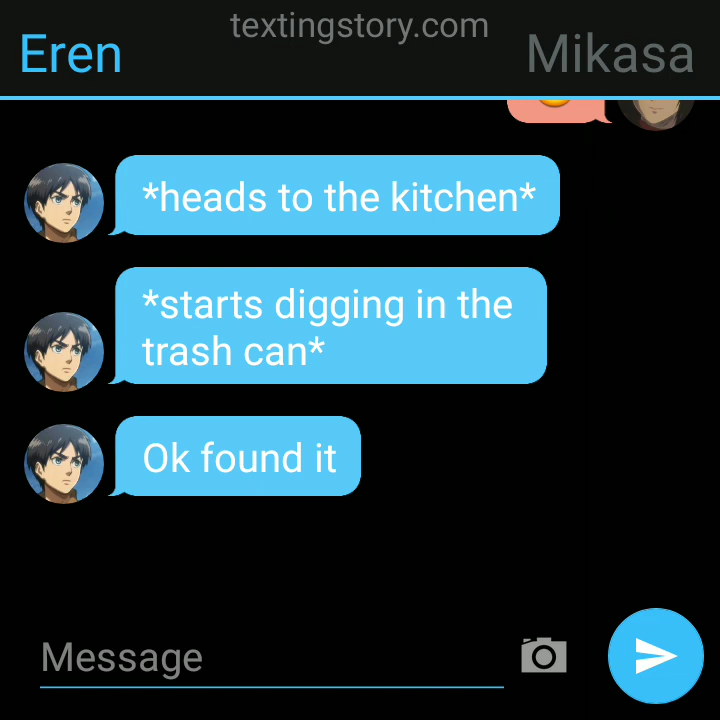 textingstory.com
Eren
Mikasa
*heads to the kitchen*
*starts digging in the
trash can*
Ok found it
Message